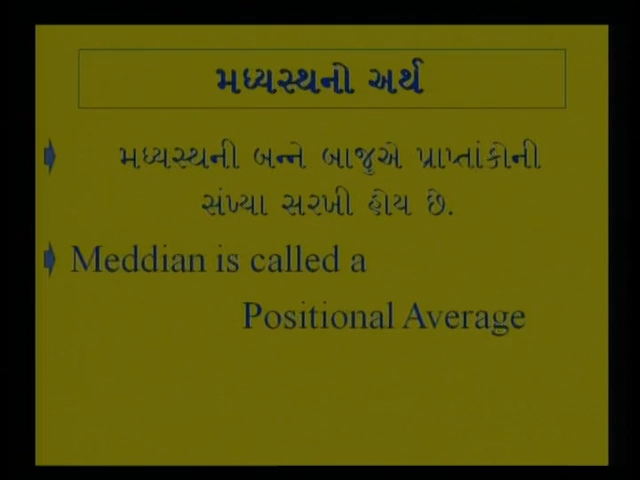 મધ્યસ્થનો અર્થ
મધ્યસ્થની બન્ને બાજુએ પ્રાપ્તાંકોની
સંખ્યા સરખી હોય છે.
Meddian is called a
Positional Average